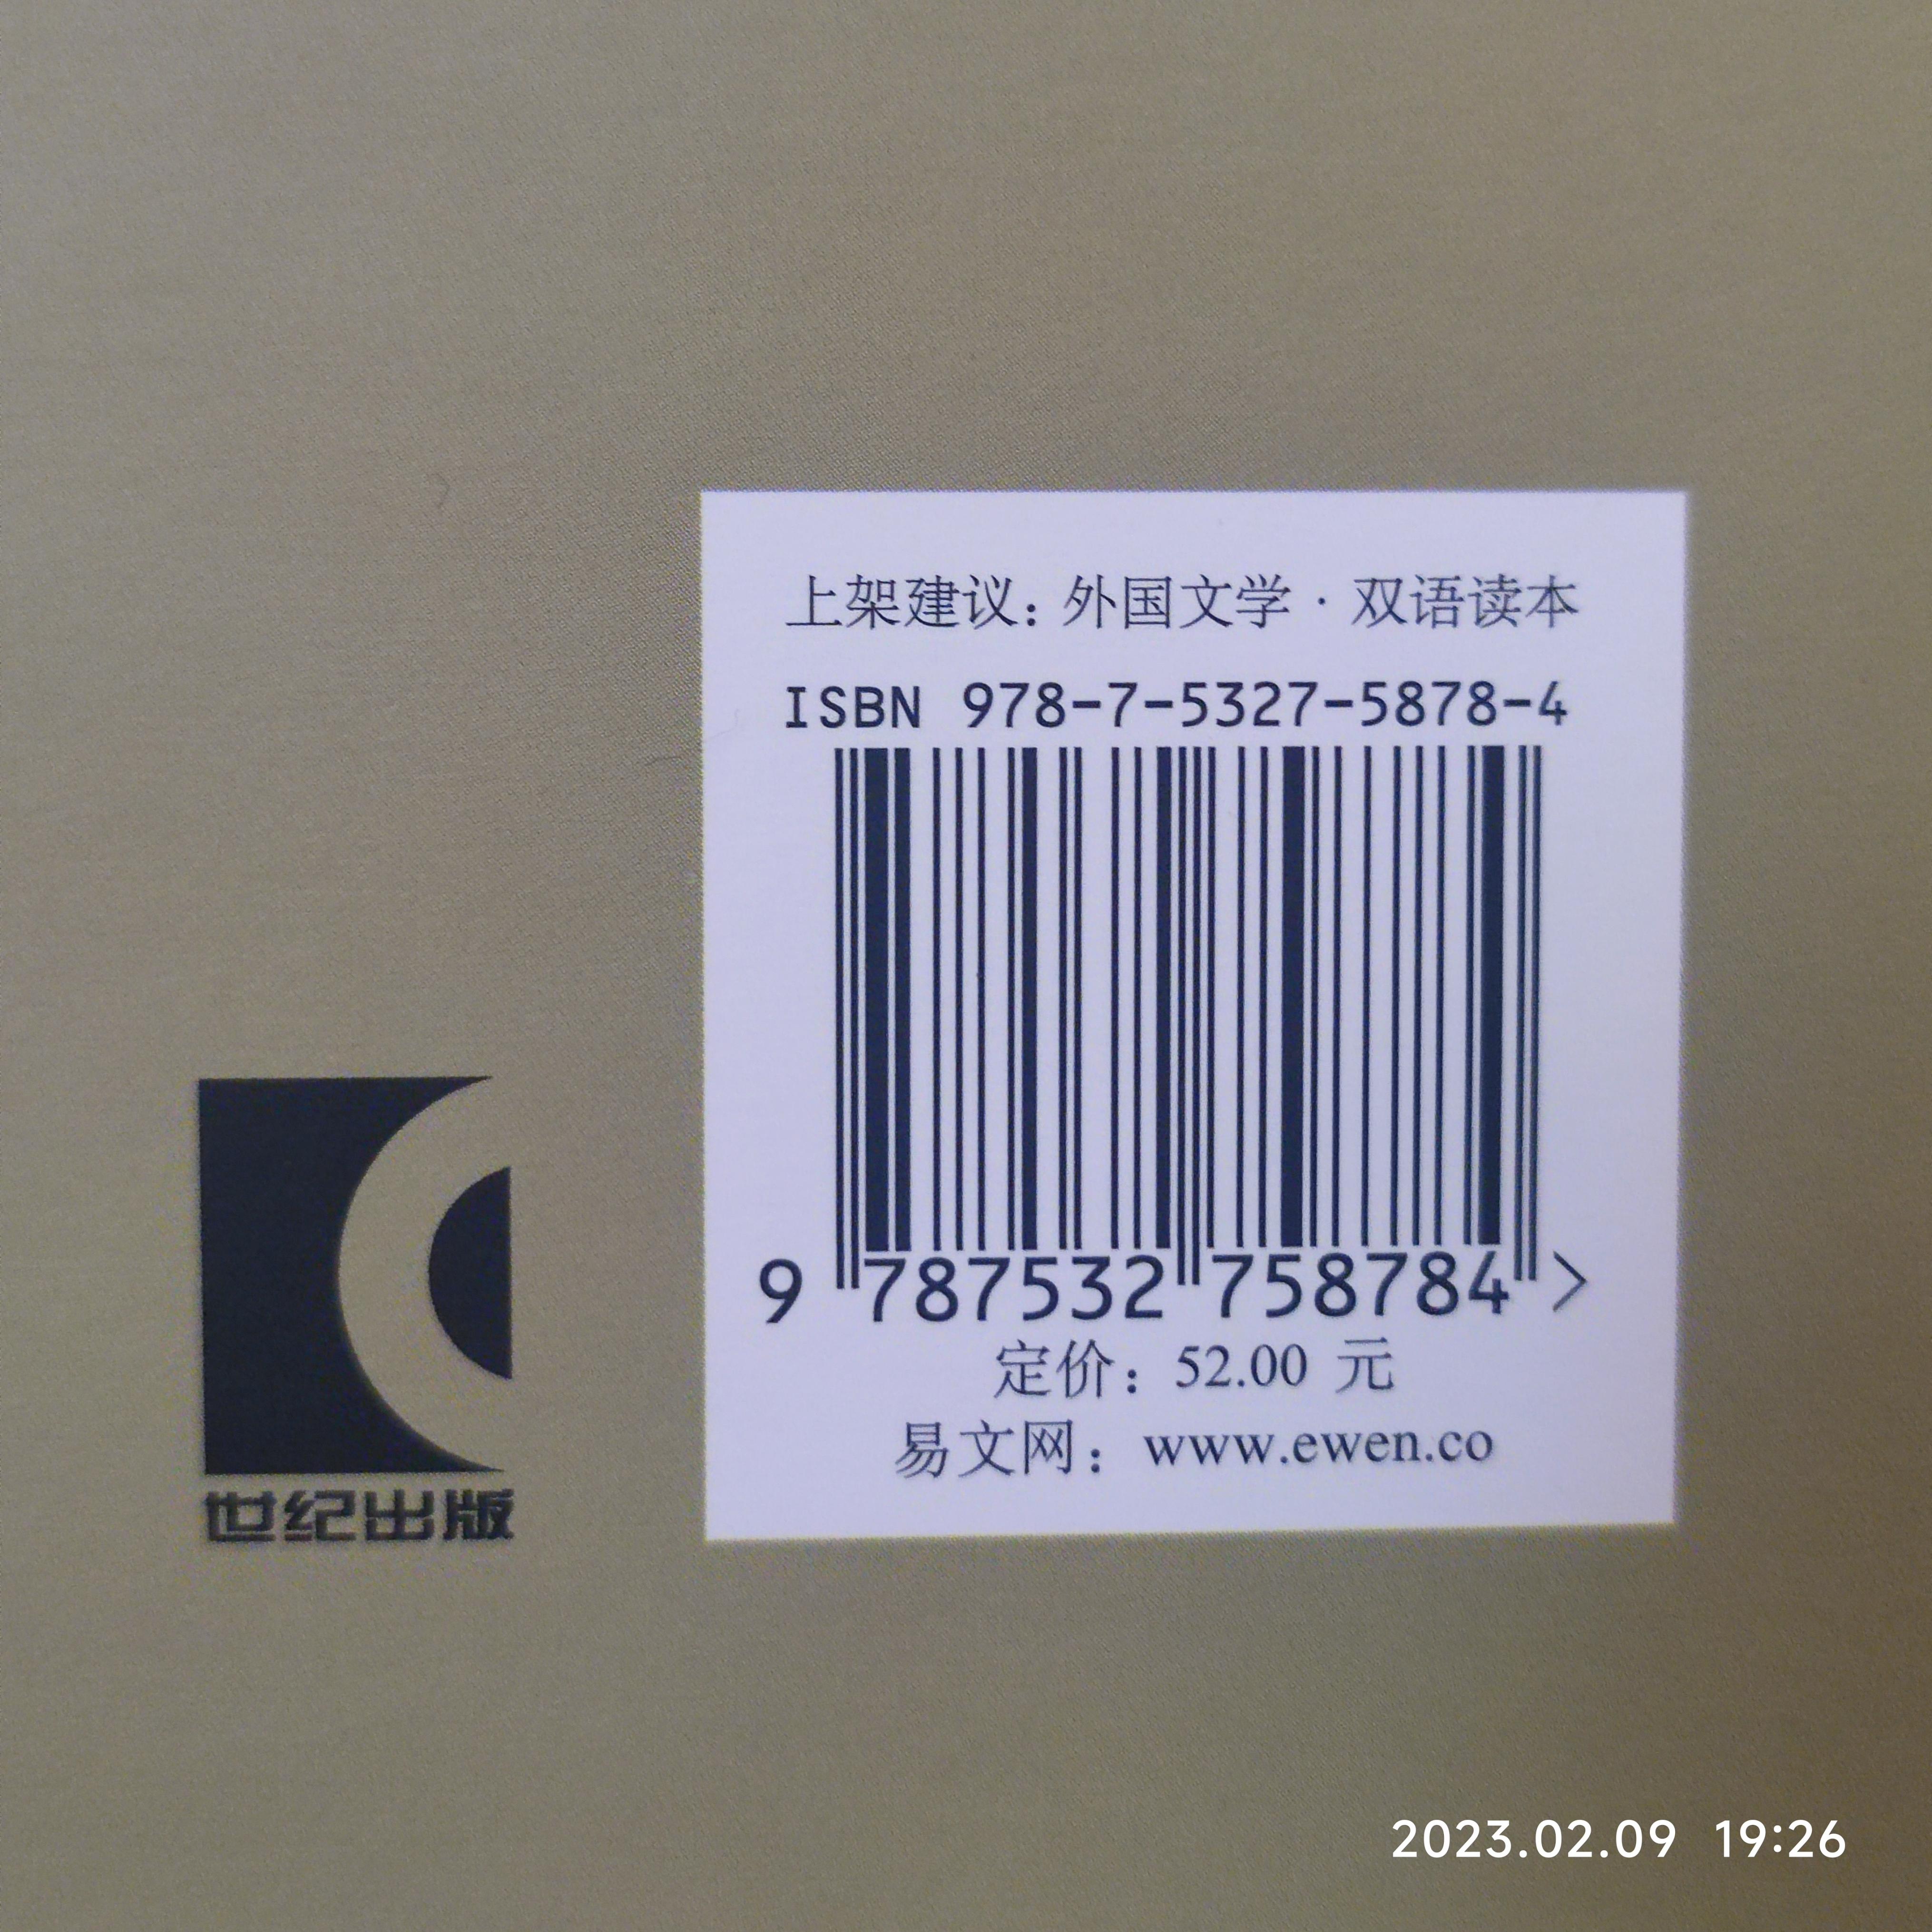 上架建议：外国文学·双语读本
ISBN 978-7-5327-5878-4
9 787532 758784 >
定价：52.00 元
易文网：www.ewen.co
世纪出版
2023.02.09 19:26